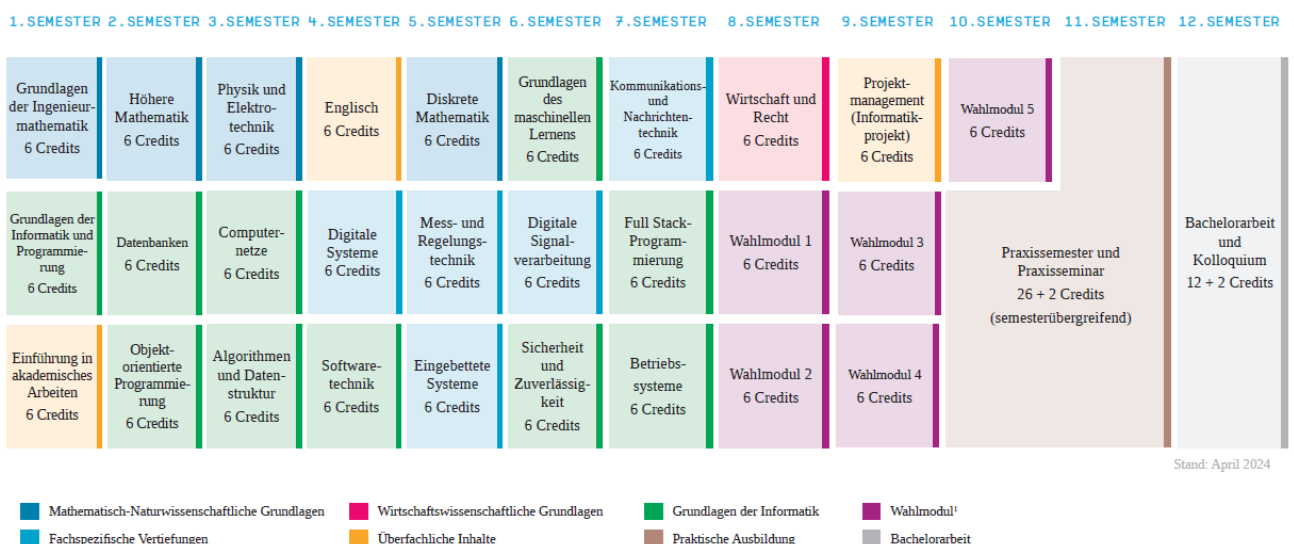 1.SEMESTER 2.SEMESTER 3.SEMESTER 4.SEMESTER 5.SEMESTER 6.SEMESTER 7.SEMESTER 8.SEMESTER 9.SEMESTER 10.SEMESTER 11.SEMESTER 12.SEMESTER
Grundlagen
der Ingenieur-
mathematik
6 Credits
Höhere
Mathematik
6 Credits
Physik und
Elektro-
technik
6 Credits
Englisch
6 Credits
Diskrete
Mathematik
6 Credits
Grundlagen
des
maschinellen
Lernens
6 Credits
Kommunikations-
und
Nachrichten-
technik
6 Credits
Wirtschaft und
Recht
6 Credits
Projekt-
management
(Informatik-
projekt)
6 Credits
Wahlmodul 5
6 Credits
Grundlagen der
Informatik und
Programmie-
rung
6 Credits
Datenbanken
6 Credits
Computer-
netze
6 Credits
Digitale
Systeme
6 Credits
Mess- und
Regelungs-
technik
6 Credits
Digitale
Signal-
verarbeitung
6 Credits
Full Stack-
Program-
mierung
6 Credits
Wahlmodul 1
6 Credits
Wahlmodul 3
6 Credits
Praxissemester und
Praxisseminar
26 + 2 Credits
(semesterübergreifend)
Bachelorarbeit
und
Kolloquium
12 + 2 Credits
Einführung in
akademisches
Arbeiten
6 Credits
Objekt-
orientierte
Programmie-
rung
6 Credits
Algorithmen
und Daten-
struktur
6 Credits
Software-
technik
6 Credits
Eingebettete
Systeme
6 Credits
Sicherheit
und
Zuverlässig-
keit
6 Credits
Betriebs-
systeme
6 Credits
Wahlmodul 2
6 Credits
Wahlmodul 4
6 Credits
Stand: April 2024
Mathematisch-Naturwissenschaftliche Grundlagen
Wirtschaftswissenschaftliche Grundlagen
Grundlagen der Informatik
Wahlmodul¹
Fachspezifische Vertiefungen
Überfachliche Inhalte
Praktische Ausbildung
Bachelorarbeit